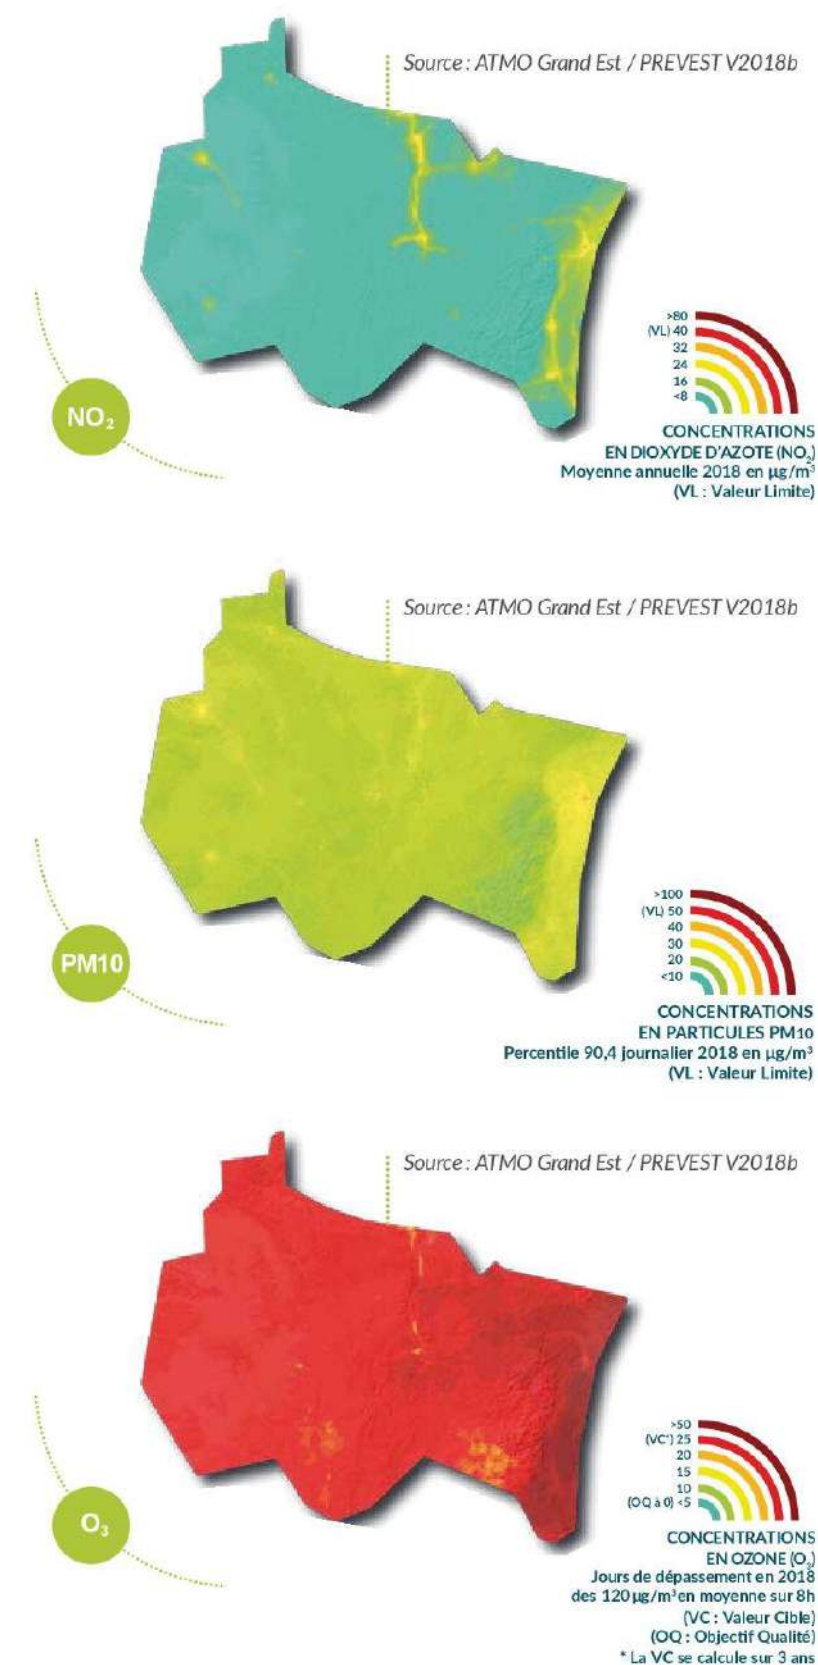 Source : ATMO Grand Est / PREVEST V2018b
>80
(VL) 40
32
24
16
<8
NO₂
CONCENTRATIONS
EN DIOXYDE D'AZOTE (NO₂)
Moyenne annuelle 2018 en µg/m³
(VL : Valeur Limite)
Source : ATMO Grand Est / PREVEST V2018b
>100
(VL) 50
40
30
20
<10
PM10
CONCENTRATIONS
EN PARTICULES PM10
Percentile 90,4 journalier 2018 en µg/m³
(VL : Valeur Limite)
Source : ATMO Grand Est / PREVEST V2018b
>50
(VC*) 25
20
15
10
(OQ à 0) <5
O₃
CONCENTRATIONS
EN OZONE (O₃)
Jours de dépassement en 2018
des 120 µg/m³ en moyenne sur 8h
(VC : Valeur Cible)
(OQ : Objectif Qualité)
* La VC se calcule sur 3 ans